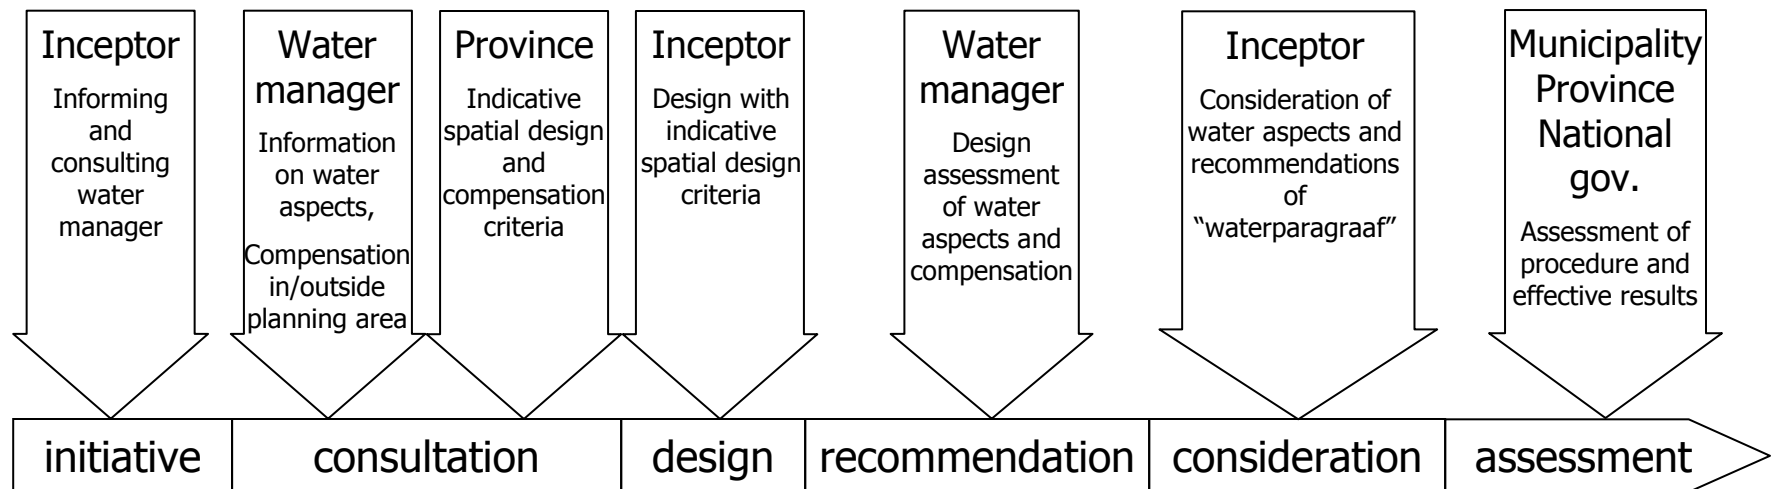 Inceptor
Informing
and
consulting
water
manager
Water
manager
Information
on water
aspects,
Compensation
in/outside
planning area
Province
Indicative
spatial design
and
compensation
criteria
Inceptor
Design with
indicative
spatial design
criteria
Water
manager
Design
assessment
of water
aspects and
compensation
Inceptor
Consideration of
water aspects and
recommendations
of
“waterparagraaf”
Municipality
Province
National
gov.
Assessment of
procedure and
effective results
initiative
consultation
design
recommendation
consideration
assessment